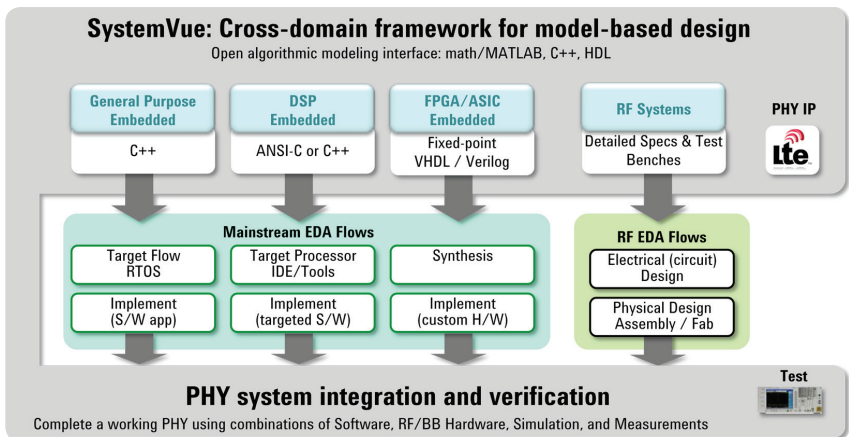 SystemVue: Cross-domain framework for model-based design
Open algorithmic modeling interface: math/MATLAB, C++, HDL
General Purpose
Embedded
C++
DSP
Embedded
ANSI-C or C++
FPGA/ASIC
Embedded
Fixed-point
VHDL / Verilog
RF Systems
Detailed Specs & Test
Benches
PHY IP
Lte
Mainstream EDA Flows
Target Flow
RTOS
Target Processor
IDE/Tools
Synthesis
Implement
(S/W app)
Implement
(targeted S/W)
Implement
(custom H/W)
RF EDA Flows
Electrical (circuit)
Design
Physical Design
Assembly / Fab
PHY system integration and verification
Complete a working PHY using combinations of Software, RF/BB Hardware, Simulation, and Measurements
Test